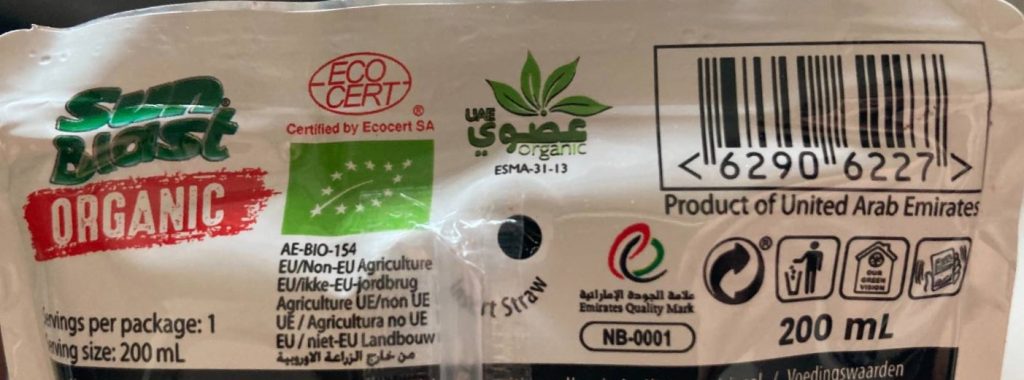 Sun
Blast
ORGANIC
ECO
CERT
®
Certified by Ecocert SA
UAE
عضوي
organic
ESMA-31-13
<6290 6227>
Product of United Arab Emirates
AE-BIO-154
EU/Non-EU Agriculture
EU/ikke-EU-jordbrug
Agriculture UE/non UE
UE / Agricultura no UE
EU / niet-EU Landbouw
من خارج الزراعة الاوروبية
Servings per package: 1
Serving size: 200 mL
Straw
علامة الجودة الإماراتية
Emirates Quality Mark
NB-0001
®
OUR
GREEN
VISION
200 mL
/ Voedingswaarden